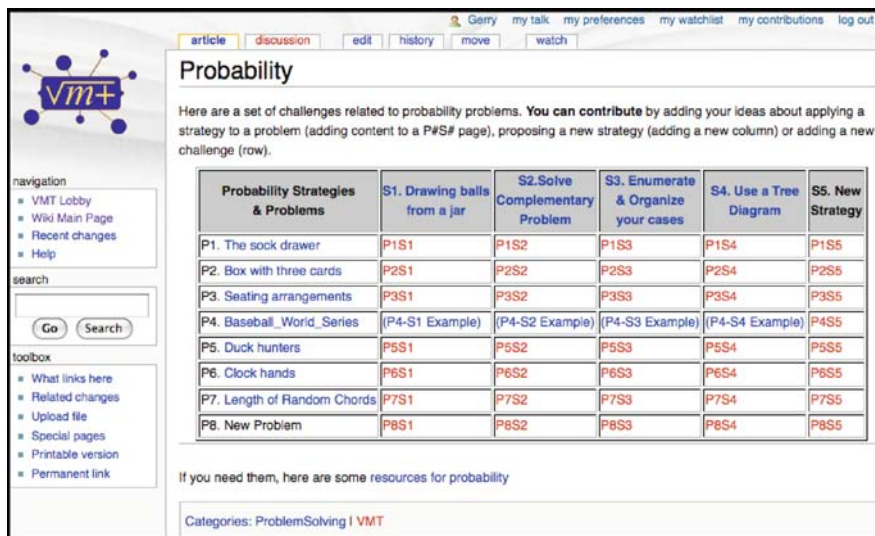 Gerry my talk my preferences my watchlist my contributions log out
article discussion edit history move watch
√m+
Probability
Here are a set of challenges related to probability problems. You can contribute by adding your ideas about applying a
strategy to a problem (adding content to a P#S# page), proposing a new strategy (adding a new column) or adding a new
challenge (row).
navigation
VMT Lobby
Wiki Main Page
Recent changes
Help
search
Go Search
toolbox
What links here
Related changes
Upload file
Special pages
Printable version
Permanent link
Probability Strategies
& Problems
S1. Drawing balls
from a jar
S2.Solve
Complementary
Problem
S3. Enumerate
& Organize
your cases
S4. Use a Tree
Diagram
S5. New
Strategy
P1. The sock drawer P1S1 P1S2 P1S3 P1S4 P1S5
P2. Box with three cards P2S1 P2S2 P2S3 P2S4 P2S5
P3. Seating arrangements P3S1 P3S2 P3S3 P3S4 P3S5
P4. Baseball_World_Series (P4-S1 Example) (P4-S2 Example) (P4-S3 Example) (P4-S4 Example) P4S5
P5. Duck hunters P5S1 P5S2 P5S3 P5S4 P5S5
P6. Clock hands P6S1 P6S2 P6S3 P6S4 P6S5
P7. Length of Random Chords P7S1 P7S2 P7S3 P7S4 P7S5
P8. New Problem P8S1 P8S2 P8S3 P8S4 P8S5
If you need them, here are some resources for probability
Categories: ProblemSolving | VMT